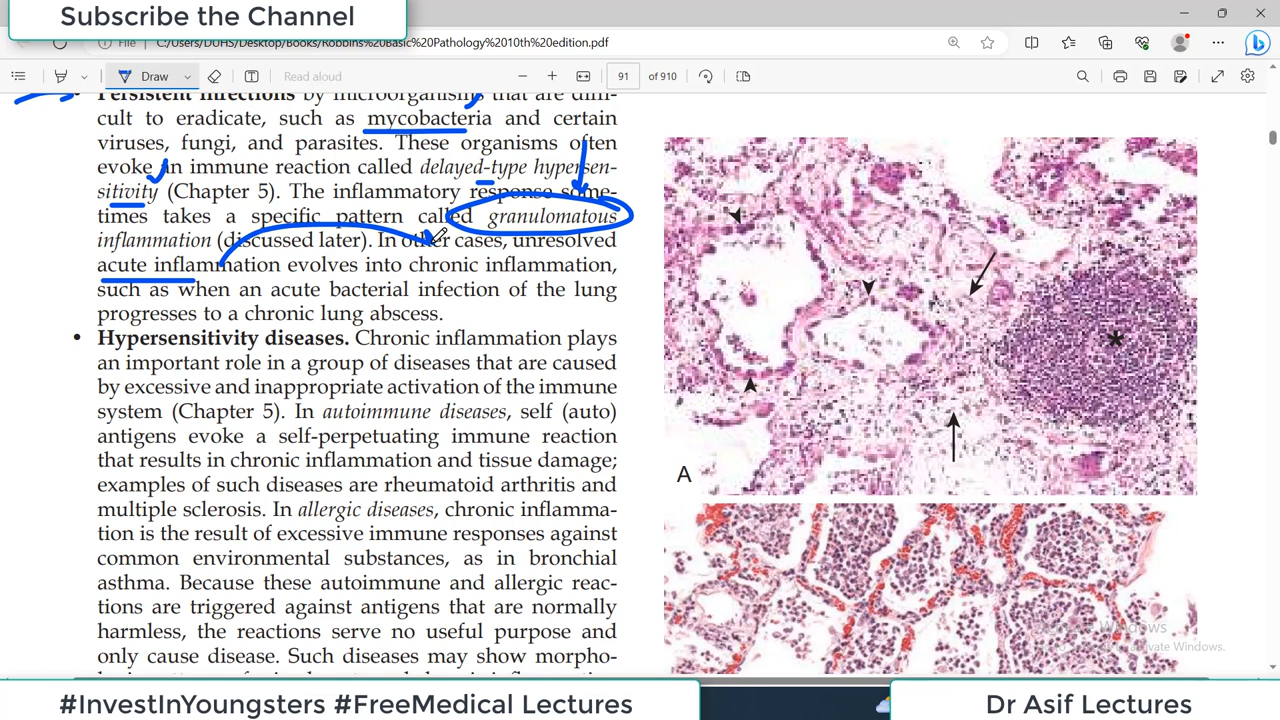 Subscribe the Channel
File
C:/Users/DUHS/Desktop/Books/Robbins%20Basic%20Pathology%2010th%20edition.pdf
Draw
Read aloud
91 of 910
• Persistent infections by microorganisms that are diffi-
cult to eradicate, such as mycobacteria and certain
viruses, fungi, and parasites. These organisms often
evoke an immune reaction called delayed-type hypersen-
sitivity (Chapter 5). The inflammatory response some-
times takes a specific pattern called granulomatous
inflammation (discussed later). In other cases, unresolved
acute inflammation evolves into chronic inflammation,
such as when an acute bacterial infection of the lung
progresses to a chronic lung abscess.
• Hypersensitivity diseases. Chronic inflammation plays
an important role in a group of diseases that are caused
by excessive and inappropriate activation of the immune
system (Chapter 5). In autoimmune diseases, self (auto)
antigens evoke a self-perpetuating immune reaction
that results in chronic inflammation and tissue damage;
examples of such diseases are rheumatoid arthritis and
multiple sclerosis. In allergic diseases, chronic inflamma-
tion is the result of excessive immune responses against
common environmental substances, as in bronchial
asthma. Because these autoimmune and allergic reac-
tions are triggered against antigens that are normally
harmless, the reactions serve no useful purpose and
only cause disease. Such diseases may show morpho-
*
A
#InvestInYoungsters #FreeMedical Lectures
Dr Asif Lectures